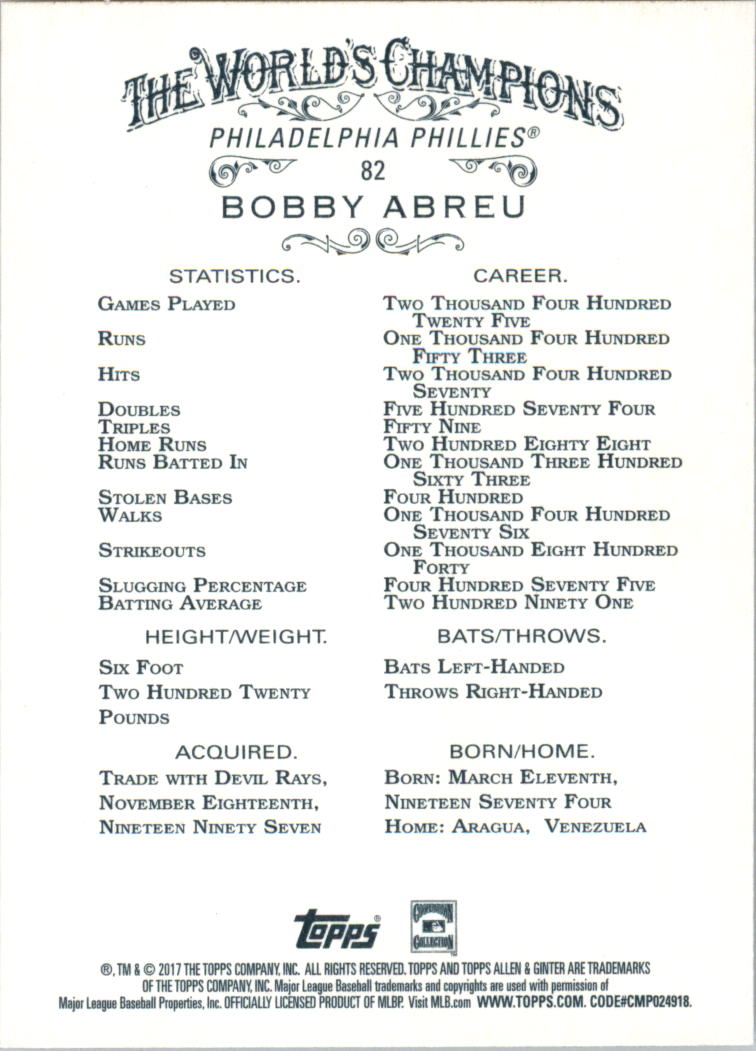 THE WORLD'S CHAMPIONS
PHILADELPHIA PHILLIES®
82
BOBBY ABREU
STATISTICS. CAREER.
GAMES PLAYED TWO THOUSAND FOUR HUNDRED
TWENTY FIVE
RUNS ONE THOUSAND FOUR HUNDRED
FIFTY THREE
HITS TWO THOUSAND FOUR HUNDRED
SEVENTY
DOUBLES FIVE HUNDRED SEVENTY FOUR
TRIPLES FIFTY NINE
HOME RUNS TWO HUNDRED EIGHTY EIGHT
RUNS BATTED IN ONE THOUSAND THREE HUNDRED
SIXTY THREE
STOLEN BASES FOUR HUNDRED
WALKS ONE THOUSAND FOUR HUNDRED
SEVENTY SIX
STRIKEOUTS ONE THOUSAND EIGHT HUNDRED
FORTY
SLUGGING PERCENTAGE FOUR HUNDRED SEVENTY FIVE
BATTING AVERAGE TWO HUNDRED NINETY ONE
HEIGHT/WEIGHT. BATS/THROWS.
SIX FOOT BATS LEFT-HANDED
TWO HUNDRED TWENTY THROWS RIGHT-HANDED
POUNDS
ACQUIRED. BORN/HOME.
TRADE WITH DEVIL RAYS, BORN: MARCH ELEVENTH,
NOVEMBER EIGHTEENTH, NINETEEN SEVENTY FOUR
NINETEEN NINETY SEVEN HOME: ARAGUA, VENEZUELA
TOPPS® COOPERSTOWN
COLLECTION
®, TM & © 2017 THE TOPPS COMPANY, INC. ALL RIGHTS RESERVED. TOPPS AND TOPPS ALLEN & GINTER ARE TRADEMARKS
OF THE TOPPS COMPANY, INC. Major League Baseball trademarks and copyrights are used with permission of
Major League Baseball Properties, Inc. OFFICIALLY LICENSED PRODUCT OF MLBP. Visit MLB.com WWW.TOPPS.COM. CODE#CMP024918.